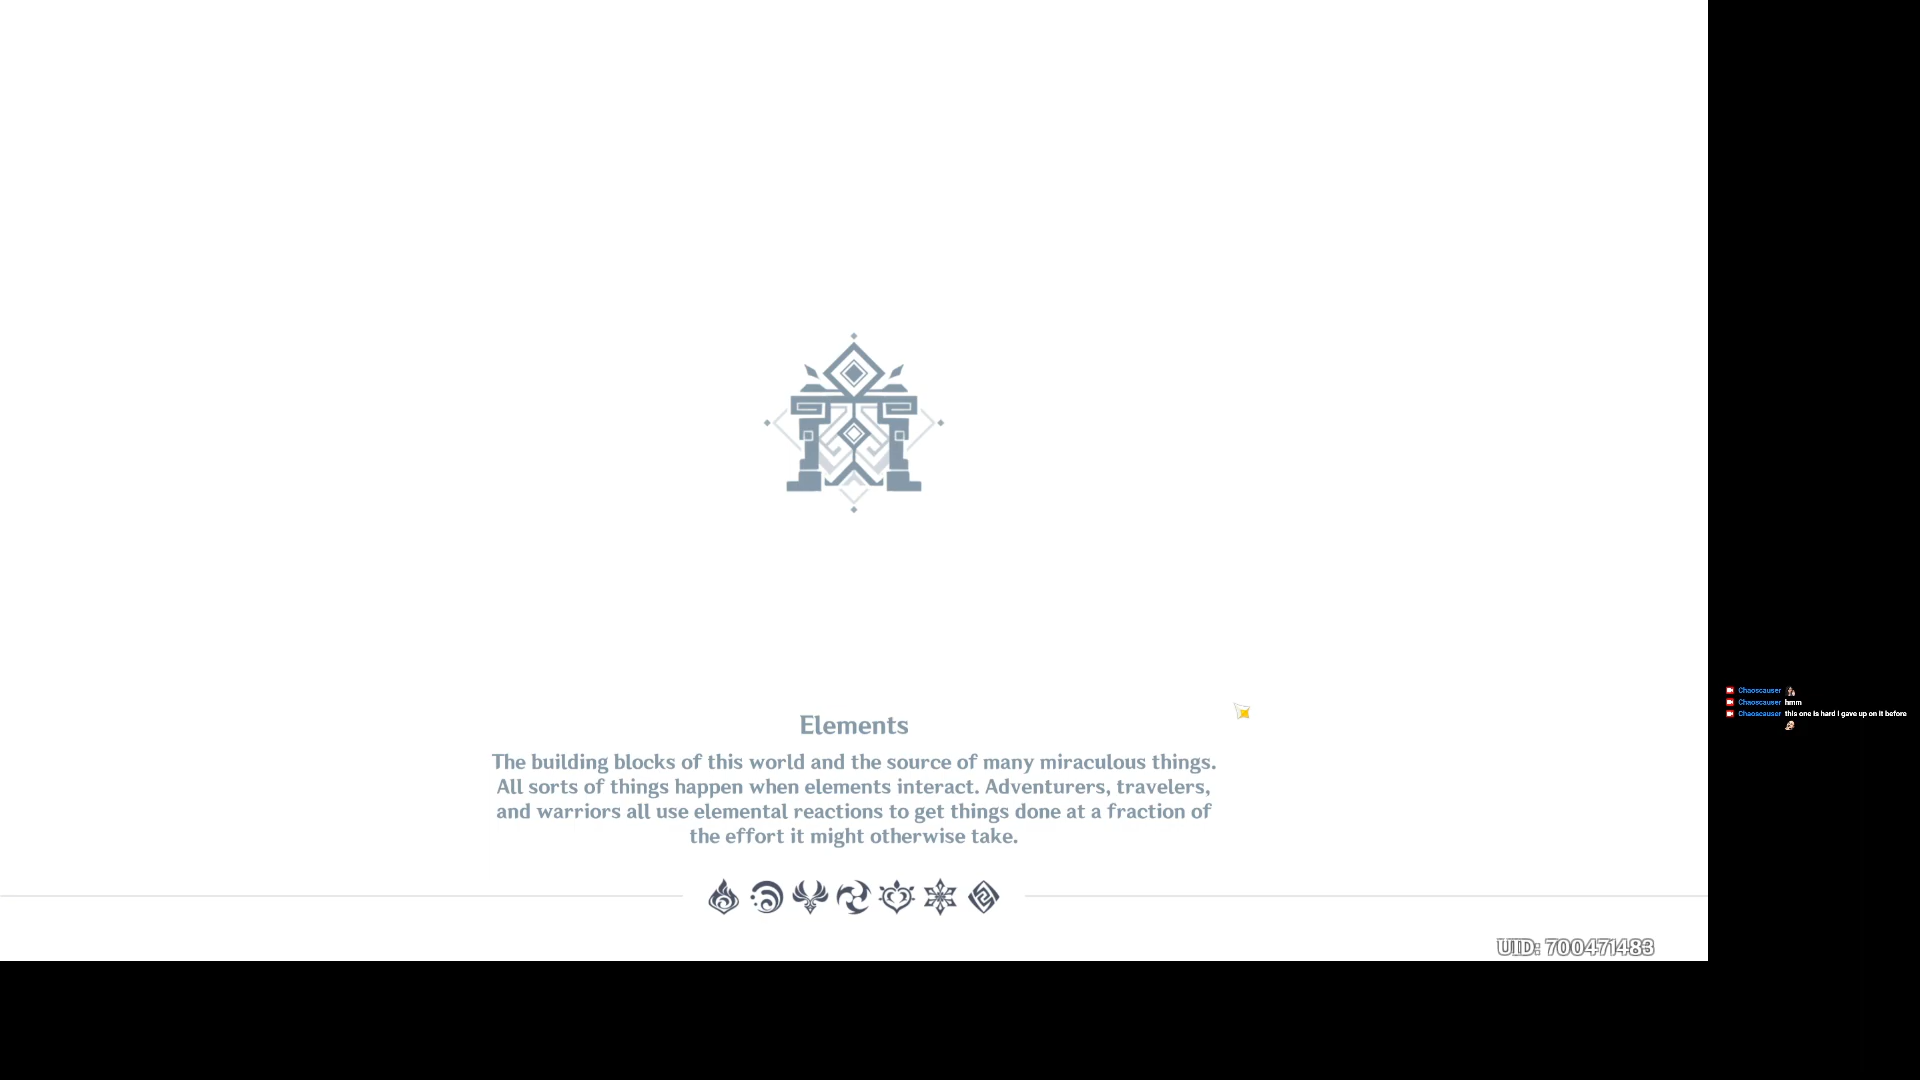 Elements
The building blocks of this world and the source of many miraculous things.
All sorts of things happen when elements interact. Adventurers, travelers,
and warriors all use elemental reactions to get things done at a fraction of
the effort it might otherwise take.
UID: 700471483
Chaoscauser
Chaoscauser hmm
Chaoscauser this one is hard I gave up on it before